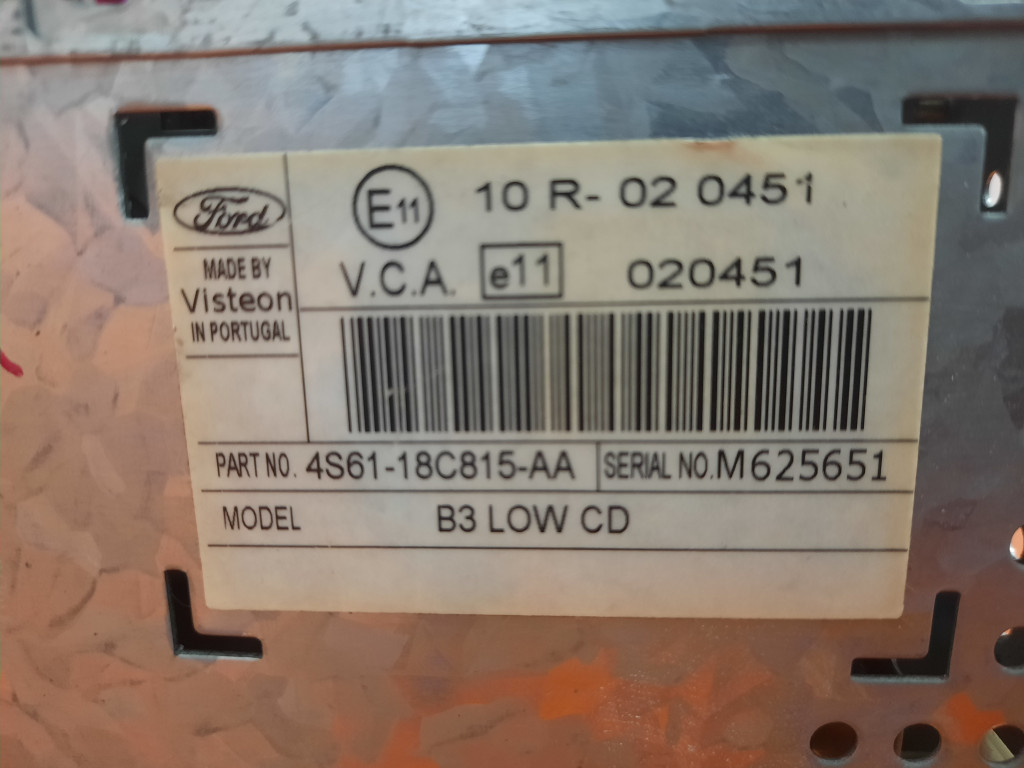 Ford
MADE BY
Visteon
IN PORTUGAL
E11 10 R- 02 0451
V.C.A. e11 020451
PART NO. 4S61-18C815-AA SERIAL NO. M625651
MODEL B3 LOW CD